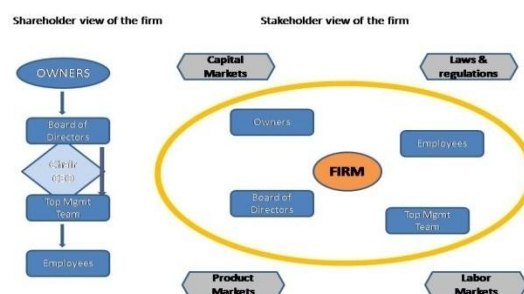 Shareholder view of the firm
OWNERS
Board of
Directors
Top Mgmt
Team
Employees
Stakeholder view of the firm
Capital
Markets
Laws &
regulations
Owners
Employees
FIRM
Board of
Directors
Top Mgmt
Team
Product
Markets
Labor
Markets